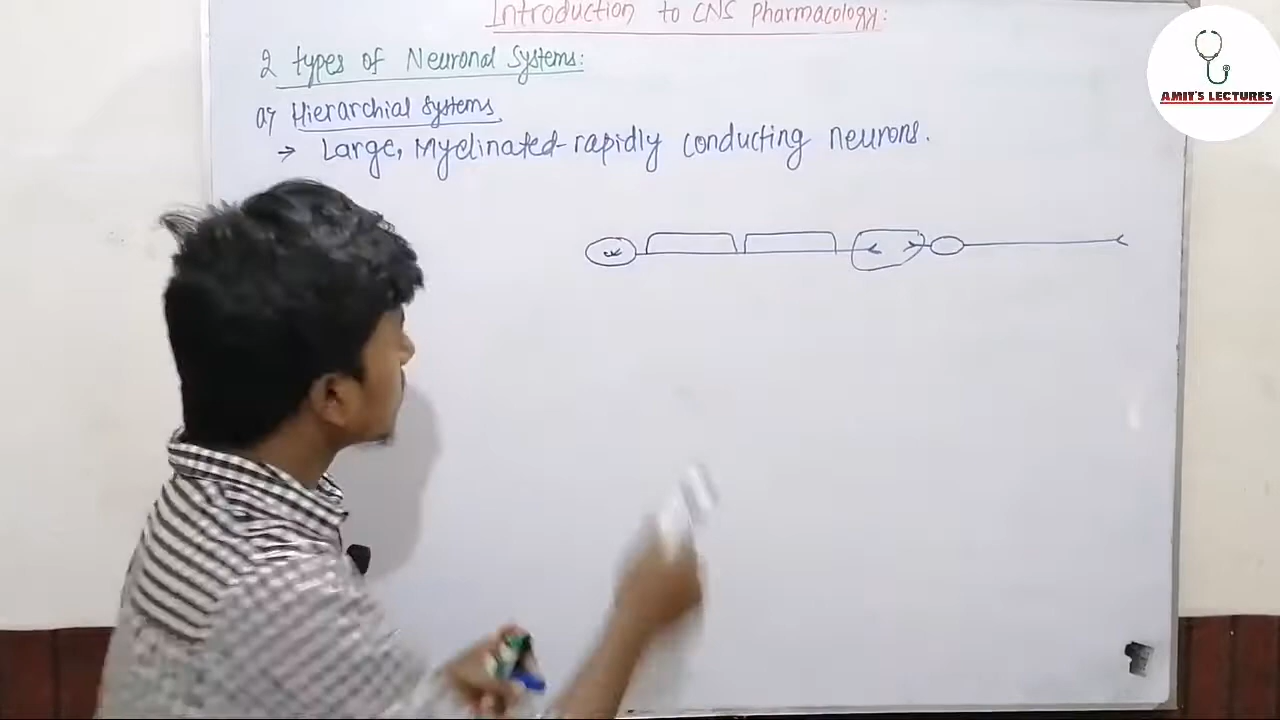 Introduction to CNS Pharmacology:
2 types of Neuronal Systems:
a) Hierarchial Systems
→ Large, Myelinated-rapidly conducting neurons.
AMIT'S LECTURES